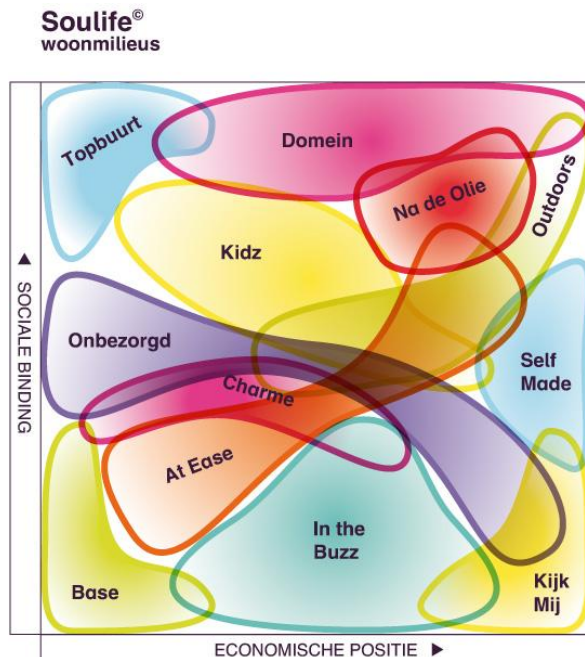 Soulife©
woonmilieus
Topbuurt
Domein
Na de Olie
Outdoors
Kidz
Onbezorgd
Self
Made
Charme
At Ease
In the
Buzz
Base
Kijk
Mij
▲ SOCIALE BINDING
ECONOMISCHE POSITIE ▶